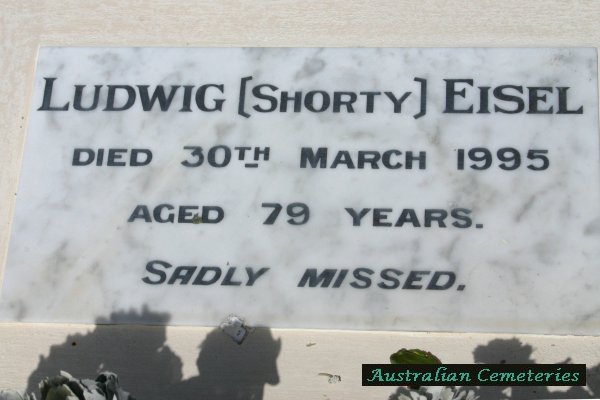 LUDWIG [SHORTY] EISEL
DIED 30TH MARCH 1995
AGED 79 YEARS.
SADLY MISSED.
Australian Cemeteries